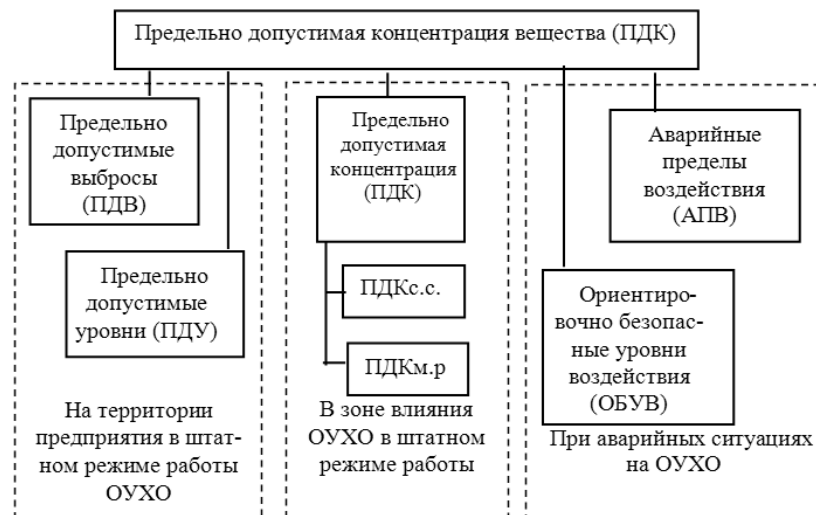 Предельно допустимая концентрация вещества (ПДК)
Предельно
допустимые
выбросы
(ПДВ)
Предельно
допустимые
уровни (ПДУ)
На территории
предприятия в штат-
ном режиме работы
ОУХО
Предельно
допустимая
концентрация
(ПДК)
ПДКс.с.
ПДКм.р
В зоне влияния
ОУХО в штатном
режиме работы
Аварийные
пределы
воздействия
(АПВ)
Ориентиро-
вочно безопас-
ные уровни
воздействия
(ОБУВ)
При аварийных ситуациях
на ОУХО